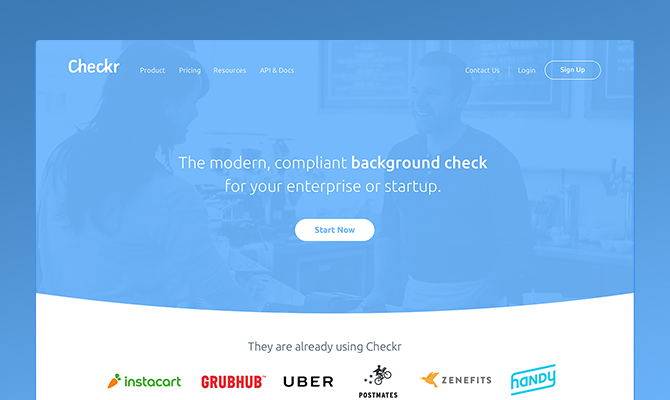 Checkr Product Pricing Resources API & Docs Contact Us Login Sign Up
The modern, compliant background check
for your enterprise or startup.
Start Now
They are already using Checkr
instacart GRUBHUB™ UBER POSTMATES ZENEFITS HANDY